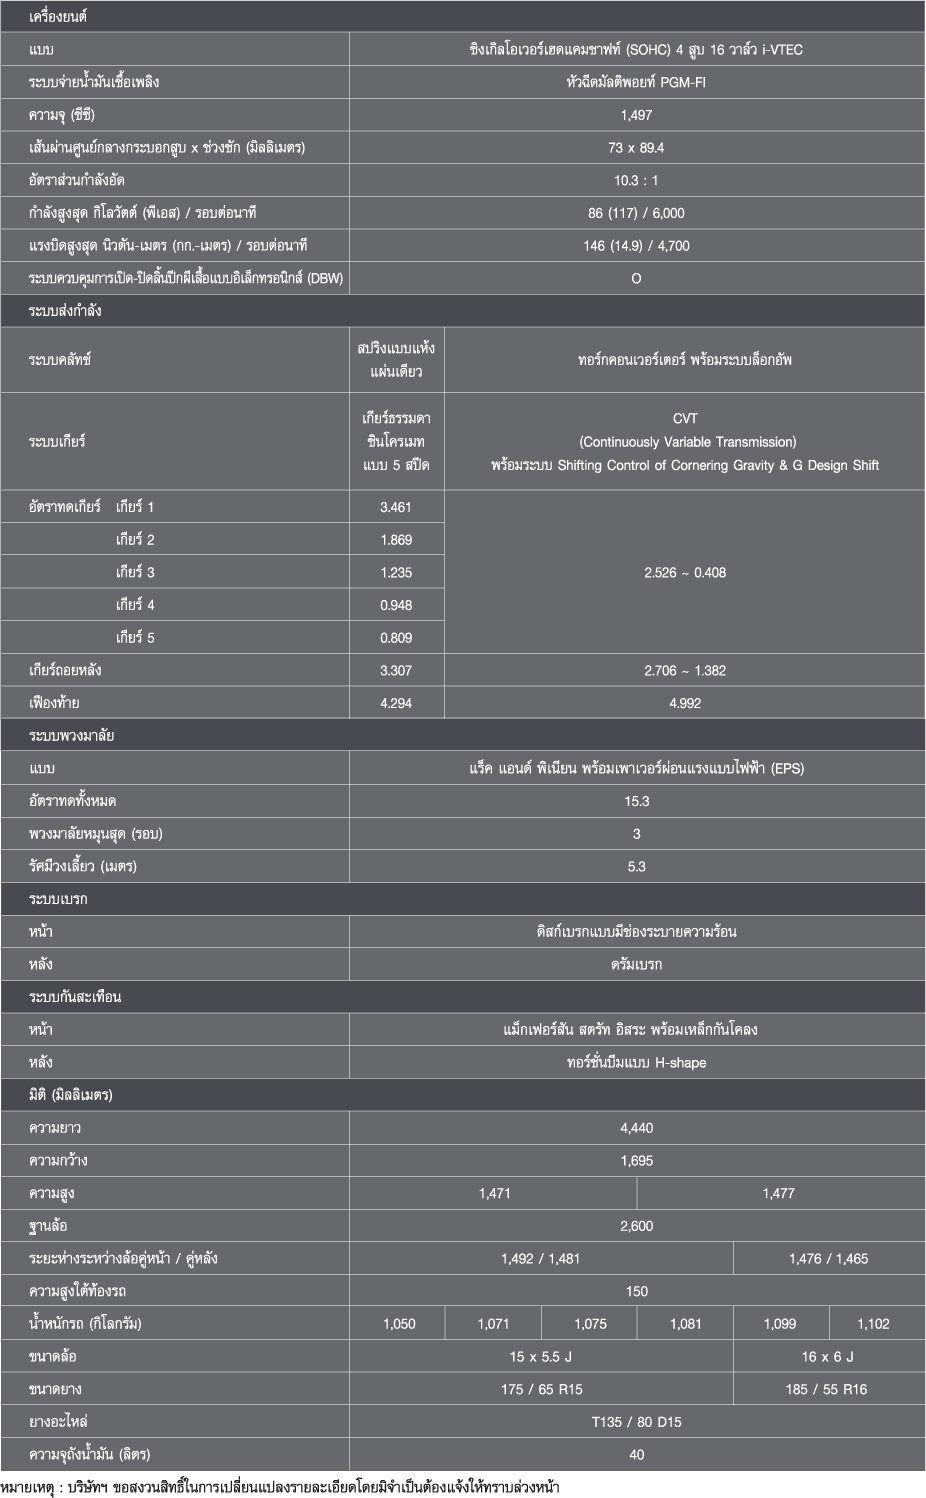 เครื่องยนต์
แบบ ซิงเกิลโอเวอร์เฮดแคมชาฟท์ (SOHC) 4 สูบ 16 วาล์ว i-VTEC
ระบบจ่ายน้ำมันเชื้อเพลิง หัวฉีดมัลติพอยท์ PGM-FI
ความจุ (ซีซี) 1,497
เส้นผ่านศูนย์กลางกระบอกสูบ x ช่วงชัก (มิลลิเมตร) 73 x 89.4
อัตราส่วนกำลังอัด 10.3 : 1
กำลังสูงสุด กิโลวัตต์ (พีเอส) / รอบต่อนาที 86 (117) / 6,000
แรงบิดสูงสุด นิวตัน-เมตร (กก.-เมตร) / รอบต่อนาที 146 (14.9) / 4,700
ระบบควบคุมการเปิด-ปิดลิ้นปีกผีเสื้อแบบอิเล็กทรอนิกส์ (DBW) O
ระบบส่งกำลัง
ระบบคลัทช์ สปริงแบบแห้ง
แผ่นเดียว ทอร์กคอนเวอร์เตอร์ พร้อมระบบล็อกอัพ
ระบบเกียร์ เกียร์ธรรมดา
ซินโครเมท
แบบ 5 สปีด
CVT
(Continuously Variable Transmission)
พร้อมระบบ Shifting Control of Cornering Gravity & G Design Shift
อัตราทดเกียร์ เกียร์ 1 3.461
เกียร์ 2 1.869
เกียร์ 3 1.235 2.526 ~ 0.408
เกียร์ 4 0.948
เกียร์ 5 0.809
เกียร์ถอยหลัง 3.307 2.706 ~ 1.382
เฟืองท้าย 4.294 4.992
ระบบพวงมาลัย
แบบ แร็ค แอนด์ พิเนียน พร้อมเพาเวอร์ผ่อนแรงแบบไฟฟ้า (EPS)
อัตราทดทั้งหมด 15.3
พวงมาลัยหมุนสุด (รอบ) 3
รัศมีวงเลี้ยว (เมตร) 5.3
ระบบเบรก
หน้า ดิสก์เบรกแบบมีช่องระบายความร้อน
หลัง ดรัมเบรก
ระบบกันสะเทือน
หน้า แม็กเฟอร์สัน สตรัท อิสระ พร้อมเหล็กกันโคลง
หลัง ทอร์ชั่นบีมแบบ H-shape
มิติ (มิลลิเมตร)
ความยาว 4,440
ความกว้าง 1,695
ความสูง 1,471 1,477
ฐานล้อ 2,600
ระยะห่างระหว่างล้อคู่หน้า / คู่หลัง 1,492 / 1,481 1,476 / 1,465
ความสูงใต้ท้องรถ 150
น้ำหนักรถ (กิโลกรัม) 1,050 1,071 1,075 1,081 1,099 1,102
ขนาดล้อ 15 x 5.5 J 16 x 6 J
ขนาดยาง 175 / 65 R15 185 / 55 R16
ยางอะไหล่ T135 / 80 D15
ความจุถังน้ำมัน (ลิตร) 40
หมายเหตุ : บริษัทฯ ขอสงวนสิทธิ์ในการเปลี่ยนแปลงรายละเอียดโดยมิจำเป็นต้องแจ้งให้ทราบล่วงหน้า